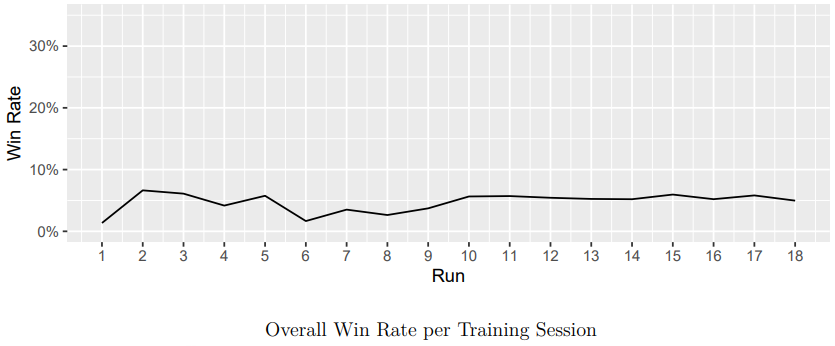 30%
20%
10%
0%
Win Rate
1 2 3 4 5 6 7 8 9 10 11 12 13 14 15 16 17 18
Run
Overall Win Rate per Training Session